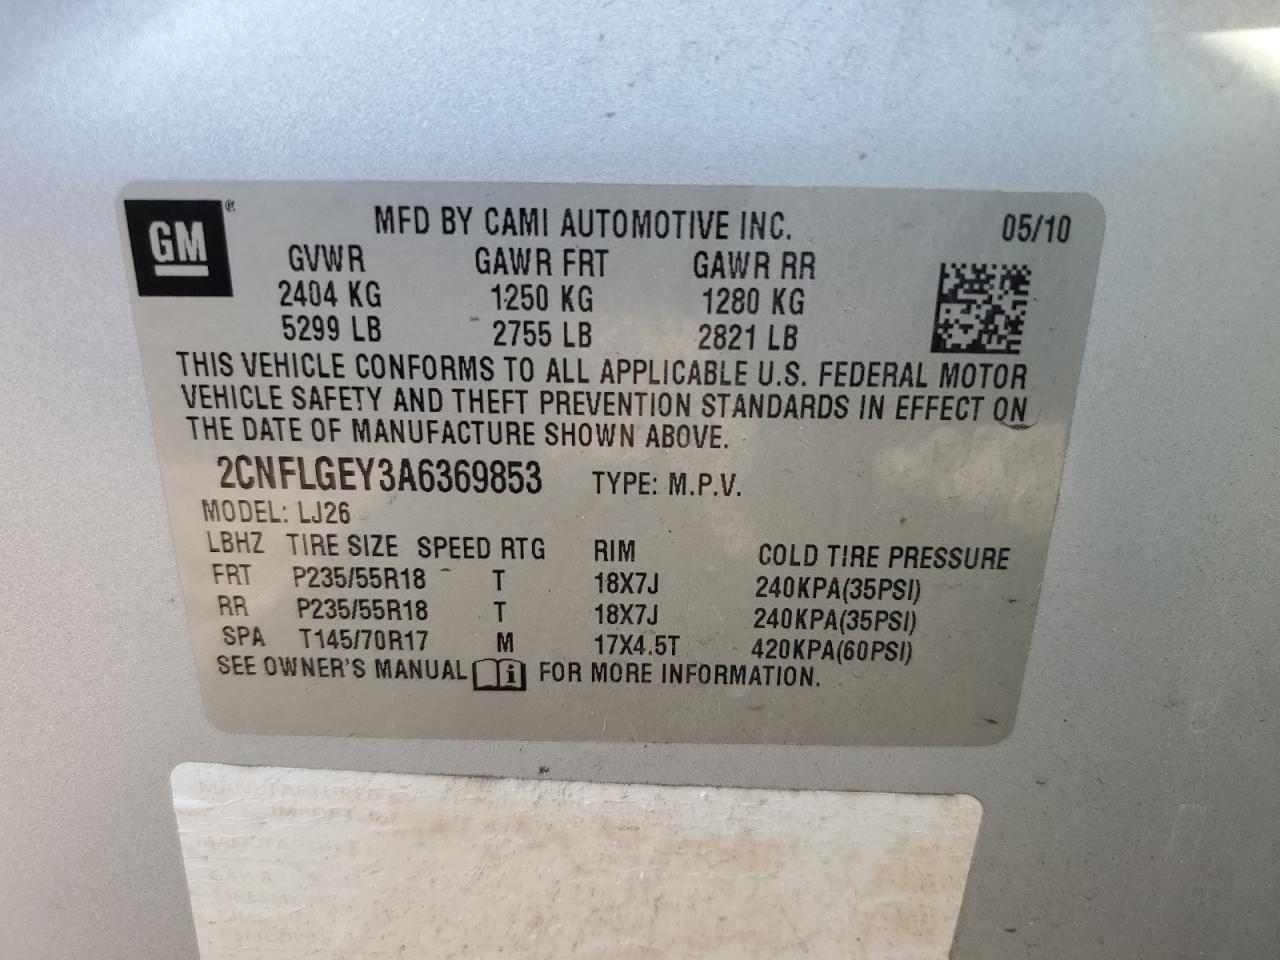 GM ®
MFD BY CAMI AUTOMOTIVE INC. 05/10
GVWR GAWR FRT GAWR RR
2404 KG 1250 KG 1280 KG
5299 LB 2755 LB 2821 LB
THIS VEHICLE CONFORMS TO ALL APPLICABLE U.S. FEDERAL MOTOR
VEHICLE SAFETY AND THEFT PREVENTION STANDARDS IN EFFECT ON
THE DATE OF MANUFACTURE SHOWN ABOVE.
2CNFLGEY3A6369853 TYPE: M.P.V.
MODEL: LJ26
LBHZ TIRE SIZE SPEED RTG RIM COLD TIRE PRESSURE
FRT P235/55R18 T 18X7J 240KPA(35PSI)
RR P235/55R18 T 18X7J 240KPA(35PSI)
SPA T145/70R17 M 17X4.5T 420KPA(60PSI)
SEE OWNER'S MANUAL i FOR MORE INFORMATION.
GAWR